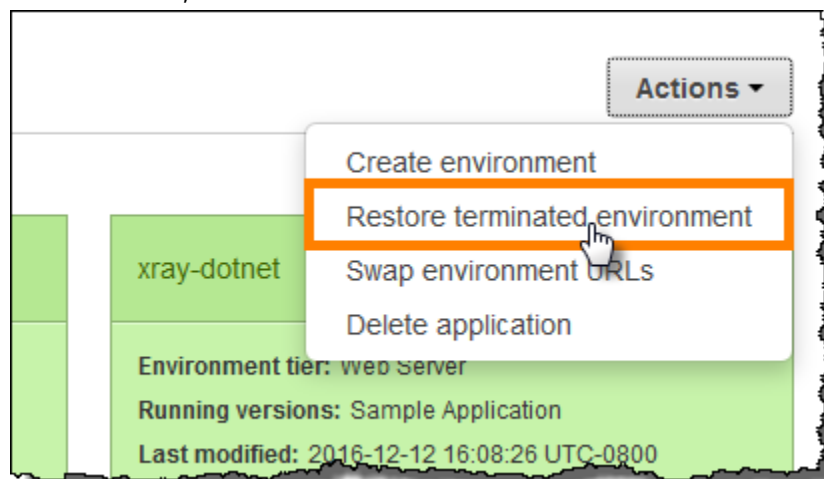 Actions
Create environment
Restore terminated environment
Swap environment URLs
Delete application
xray-dotnet
Environment tier: Web Server
Running versions: Sample Application
Last modified: 2016-12-12 16:08:26 UTC-0800